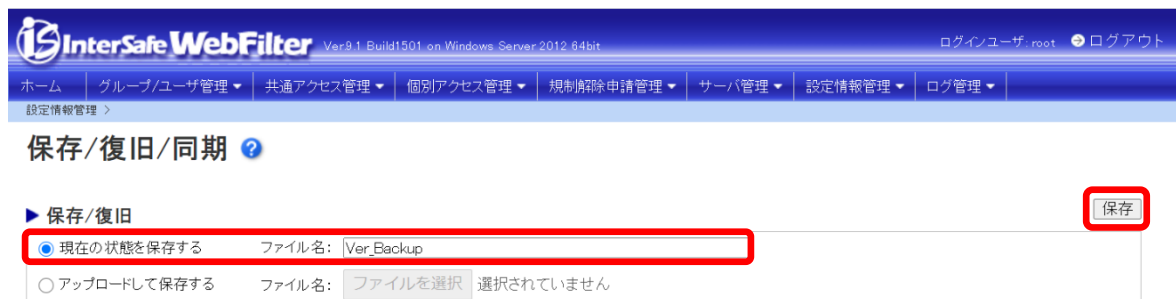 InterSafe WebFilter Ver9.1 Build1501 on Windows Server 2012 64bit ログインユーザ: root ログアウト
ホーム グループ/ユーザ管理▼ 共通アクセス管理▼ 個別アクセス管理▼ 規制解除申請管理▼ サーバ管理▼ 設定情報管理▼ ログ管理▼
設定情報管理 >
保存/復旧/同期 ?
▶ 保存/復旧 保存
現在の状態を保存する ファイル名: Ver_Backup
アップロードして保存する ファイル名: ファイルを選択 選択されていません